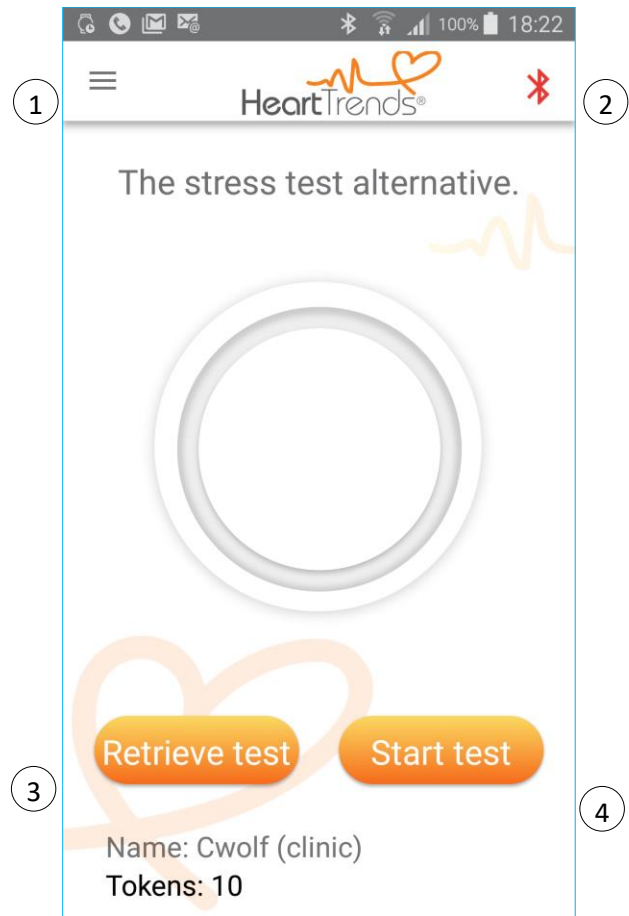 100% 18:22
1
HeartTrends®
2
The stress test alternative.
Retrieve test
Start test
3
4
Name: Cwolf (clinic)
Tokens: 10